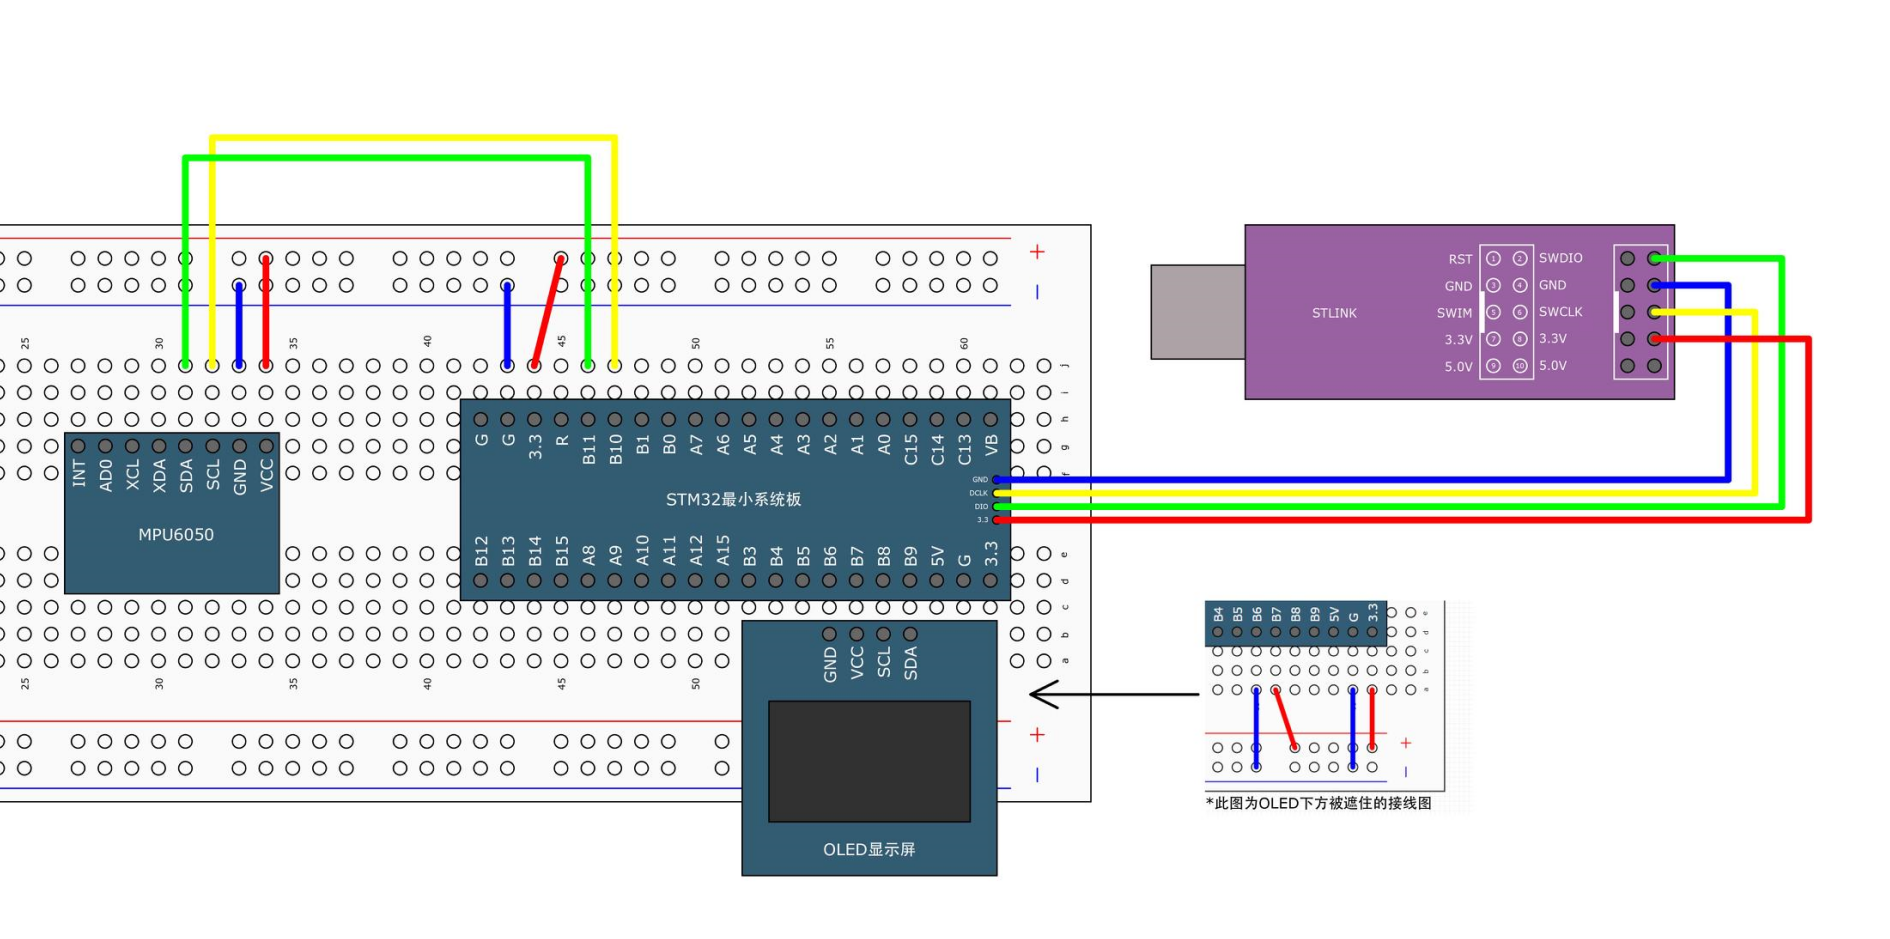 +
−
25 30 35 40 45 50 55 60
j
i
h
g
f
INT AD0 XCL XDA SDA SCL GND VCC
MPU6050
G G 3.3 R B11 B10 B1 B0 A7 A6 A5 A4 A3 A2 A1 A0 C15 C14 C13 VB
GND
DCLK
DIO
3.3
STM32最小系统板
B12 B13 B14 B15 A8 A9 A10 A11 A12 A15 B3 B4 B5 B6 B7 B8 B9 5V G 3.3
e
d
c
b
a
25 30 35 40 45 50
GND VCC SCL SDA
OLED显示屏
+
−
STLINK
RST 1 2 SWDIO
GND 3 4 GND
SWIM 5 6 SWCLK
3.3V 7 8 3.3V
5.0V 9 10 5.0V
B4 B5 B6 B7 B8 B9 5V G 3.3
e
d
c
b
a
+
−
*此图为OLED下方被遮住的接线图